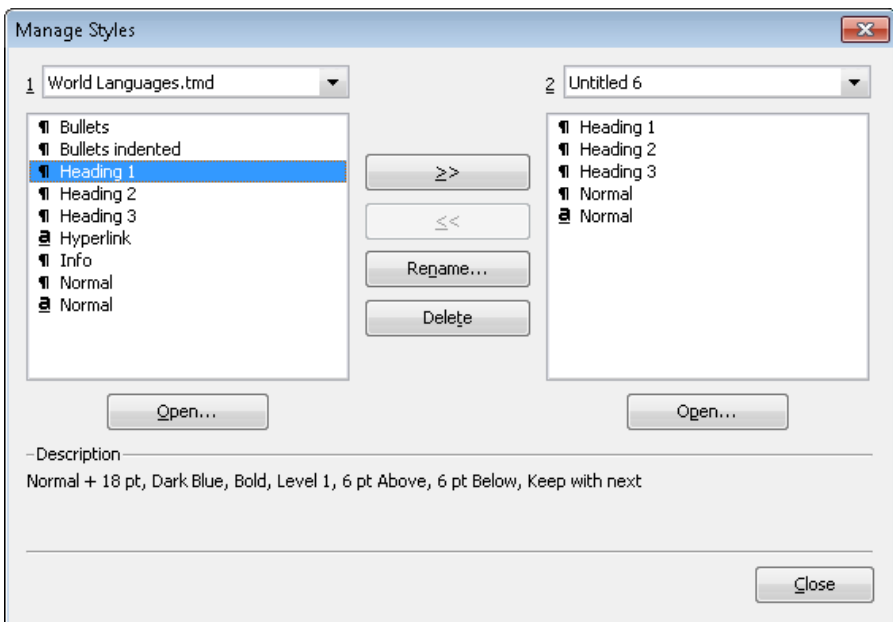 Manage Styles
1 World Languages.tmd
2 Untitled 6
¶ Bullets
¶ Bullets indented
¶ Heading 1
¶ Heading 2
¶ Heading 3
a Hyperlink
¶ Info
¶ Normal
a Normal
>>
<<
Rename...
Delete
¶ Heading 1
¶ Heading 2
¶ Heading 3
¶ Normal
a Normal
Open...
Open...
Description
Normal + 18 pt, Dark Blue, Bold, Level 1, 6 pt Above, 6 pt Below, Keep with next
Close